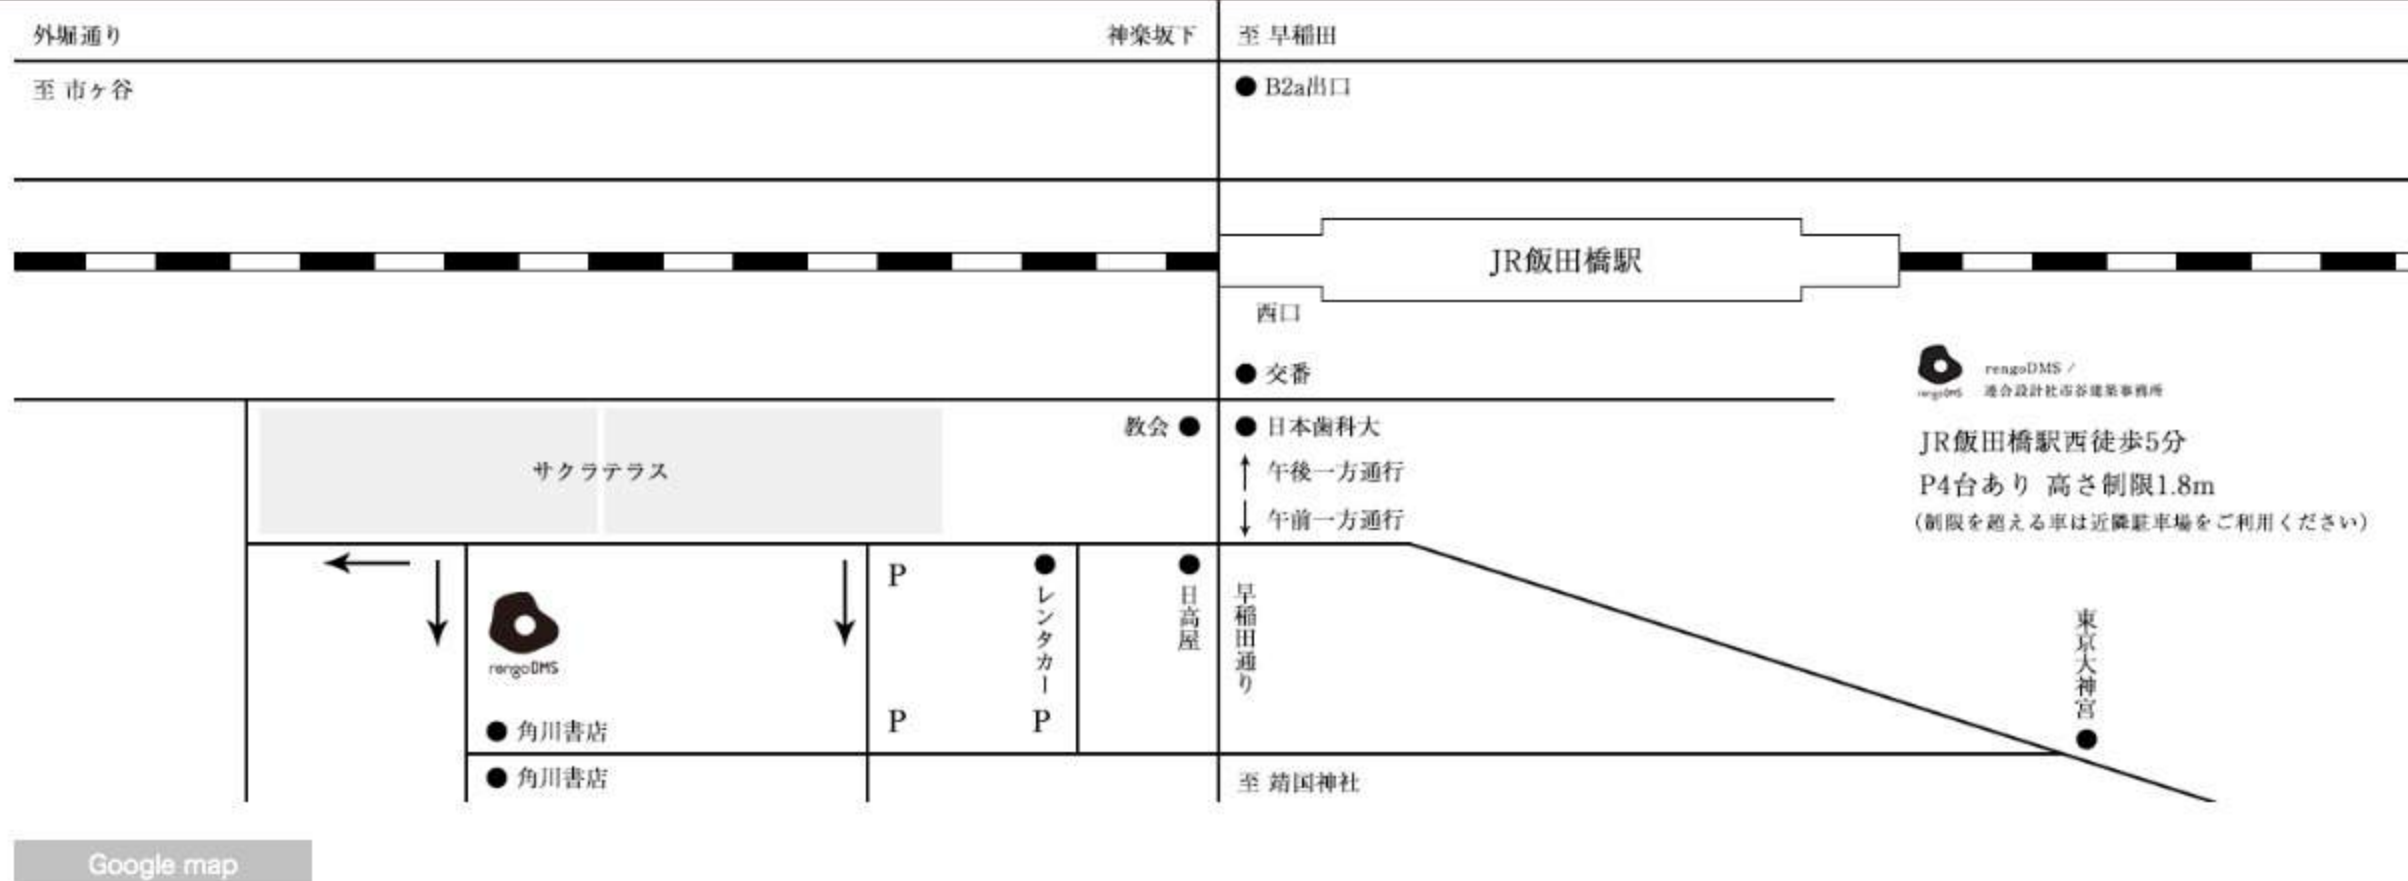 外堀通り
神楽坂下
至 早稲田
至 市ヶ谷
B2a出口
JR飯田橋駅
西口
交番
rengoDMS /
連合設計社市谷建築事務所
rengoDMS
JR飯田橋駅西徒歩5分
P4台あり 高さ制限1.8m
（制限を超える車は近隣駐車場をご利用ください）
教会
日本歯科大
サクラテラス
午後一方通行
午前一方通行
P
レンタカー
日高屋
早稲田通り
東京大神宮
rengoDMS
角川書店
P
P
角川書店
至 靖国神社
Google map